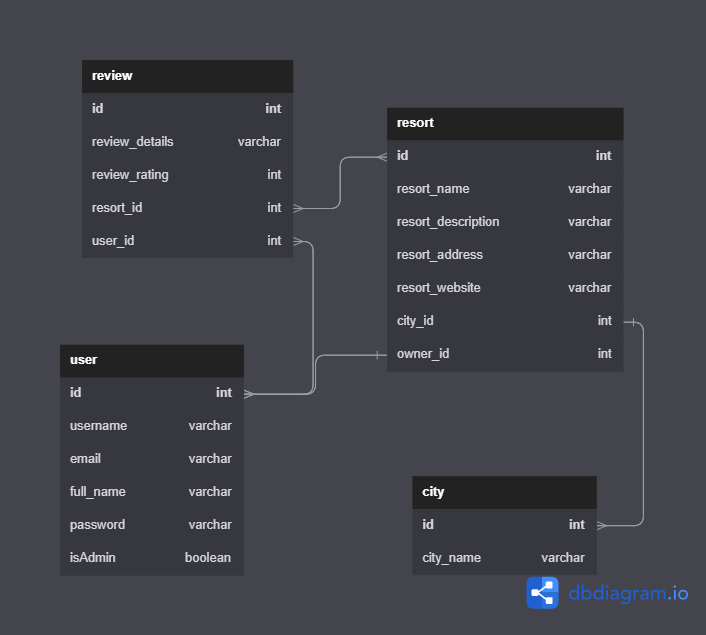 review
id int
review_details varchar
review_rating int
resort_id int
user_id int
resort
id int
resort_name varchar
resort_description varchar
resort_address varchar
resort_website varchar
city_id int
owner_id int
user
id int
username varchar
email varchar
full_name varchar
password varchar
isAdmin boolean
city
id int
city_name varchar
dbdiagram.io